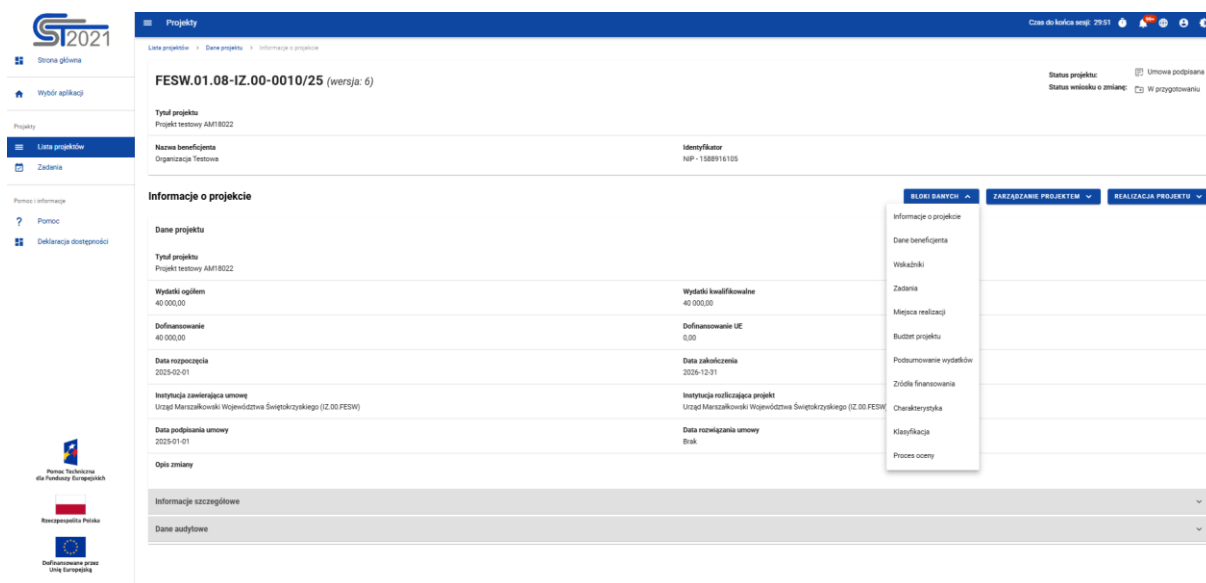 ST2021
Projekty
Czas do końca sesji: 29:51
99+
Strona główna
Wybór aplikacji
Projekty
Lista projektów
Zadania
Pomoc i informacje
Pomoc
Deklaracja dostępności
Pomoc Techniczna
dla Funduszy Europejskich
Rzeczpospolita Polska
Dofinansowane przez
Unię Europejską
Lista projektów > Dane projektu > Informacje o projekcie
FESW.01.08-IZ.00-0010/25 (wersja: 6)
Status projektu: Umowa podpisana
Status wniosku o zmianę: W przygotowaniu
Tytuł projektu
Projekt testowy AM18022
Nazwa beneficjenta Identyfikator
Organizacja Testowa NIP - 1588916105
Informacje o projekcie
BLOKI DANYCH ZARZĄDZANIE PROJEKTEM REALIZACJA PROJEKTU
Informacje o projekcie
Dane beneficjenta
Wskaźniki
Zadania
Miejsca realizacji
Budżet projektu
Podsumowanie wydatków
Źródła finansowania
Charakterystyka
Klasyfikacja
Proces oceny
Dane projektu
Tytuł projektu
Projekt testowy AM18022
Wydatki ogółem Wydatki kwalifikowalne
40 000,00 40 000,00
Dofinansowanie Dofinansowanie UE
40 000,00 0,00
Data rozpoczęcia Data zakończenia
2025-02-01 2026-12-31
Instytucja zawierająca umowę Instytucja rozliczająca projekt
Urząd Marszałkowski Województwa Świętokrzyskiego (IZ.00.FESW) Urząd Marszałkowski Województwa Świętokrzyskiego (IZ.00.FESW
Data podpisania umowy Data rozwiązania umowy
2025-01-01 Brak
Opis zmiany
Informacje szczegółowe
Dane audytowe